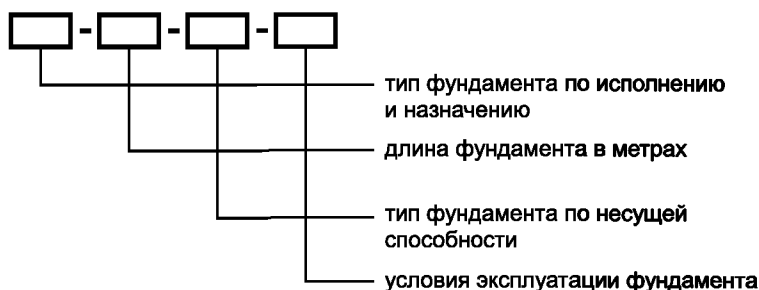 - - -
тип фундамента по исполнению
и назначению
длина фундамента в метрах
тип фундамента по несущей
способности
условия эксплуатации фундамента